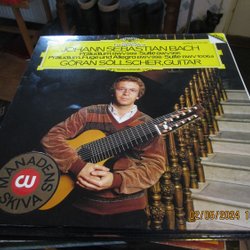 JOHANN SEBASTIAN BACH
Präludium BWV 999 · Suite BWV 996
Präludium, Fuge und Allegro BWV 998 · Suite BWV 1006a
GÖRAN SÖLLSCHER, GUITAR
MANADENS
SKIVA
02/05/2024